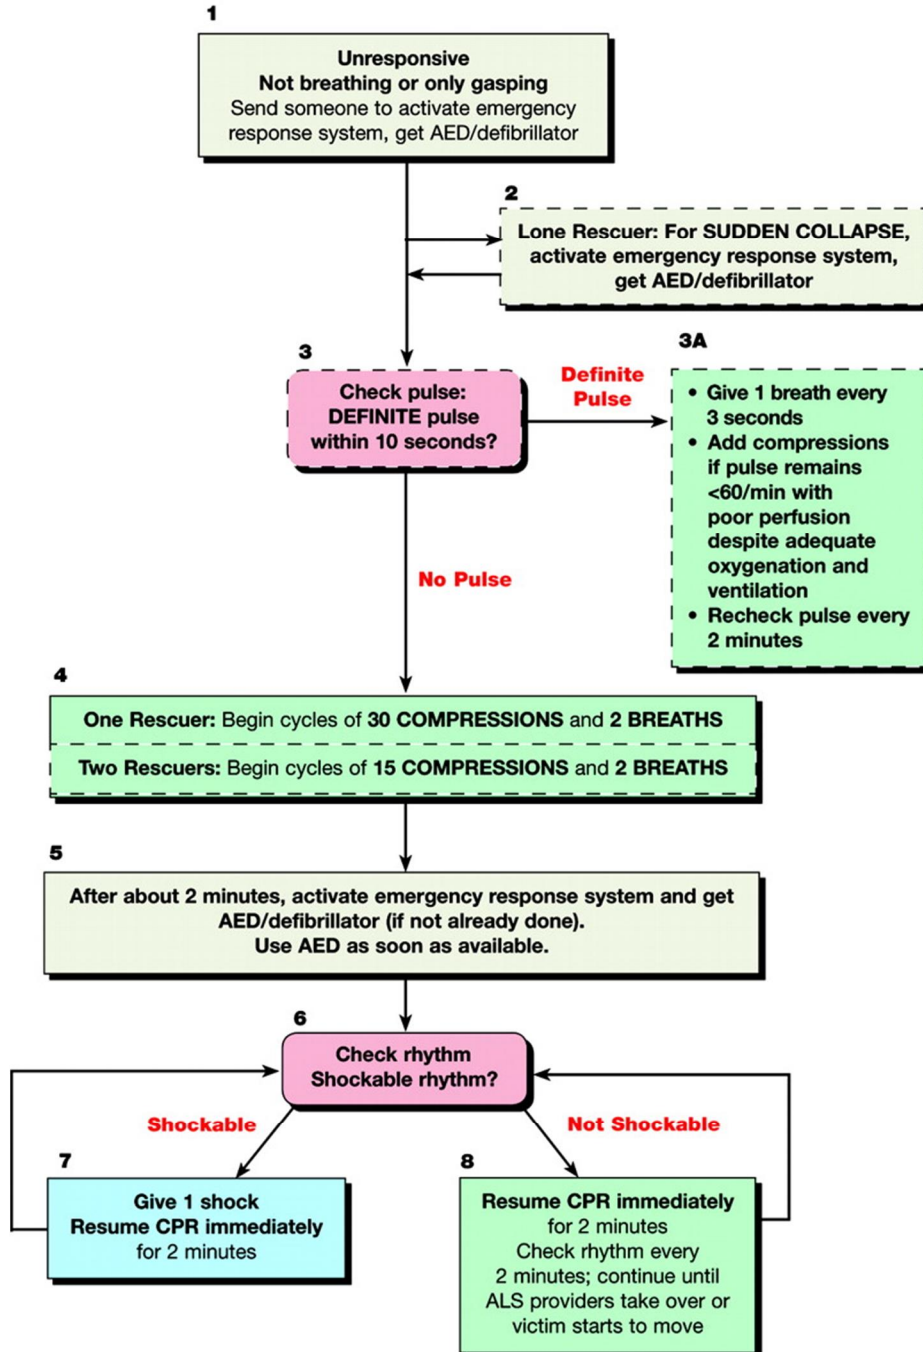 1
Unresponsive
Not breathing or only gasping
Send someone to activate emergency
response system, get AED/defibrillator
2
Lone Rescuer: For SUDDEN COLLAPSE,
activate emergency response system,
get AED/defibrillator
3
Check pulse:
DEFINITE pulse
within 10 seconds?
Definite
Pulse
3A
• Give 1 breath every
3 seconds
• Add compressions
if pulse remains
<60/min with
poor perfusion
despite adequate
oxygenation and
ventilation
• Recheck pulse every
2 minutes
No Pulse
4
One Rescuer: Begin cycles of 30 COMPRESSIONS and 2 BREATHS
Two Rescuers: Begin cycles of 15 COMPRESSIONS and 2 BREATHS
5
After about 2 minutes, activate emergency response system and get
AED/defibrillator (if not already done).
Use AED as soon as available.
6
Check rhythm
Shockable rhythm?
Shockable
Not Shockable
7
Give 1 shock
Resume CPR immediately
for 2 minutes
8
Resume CPR immediately
for 2 minutes
Check rhythm every
2 minutes; continue until
ALS providers take over or
victim starts to move